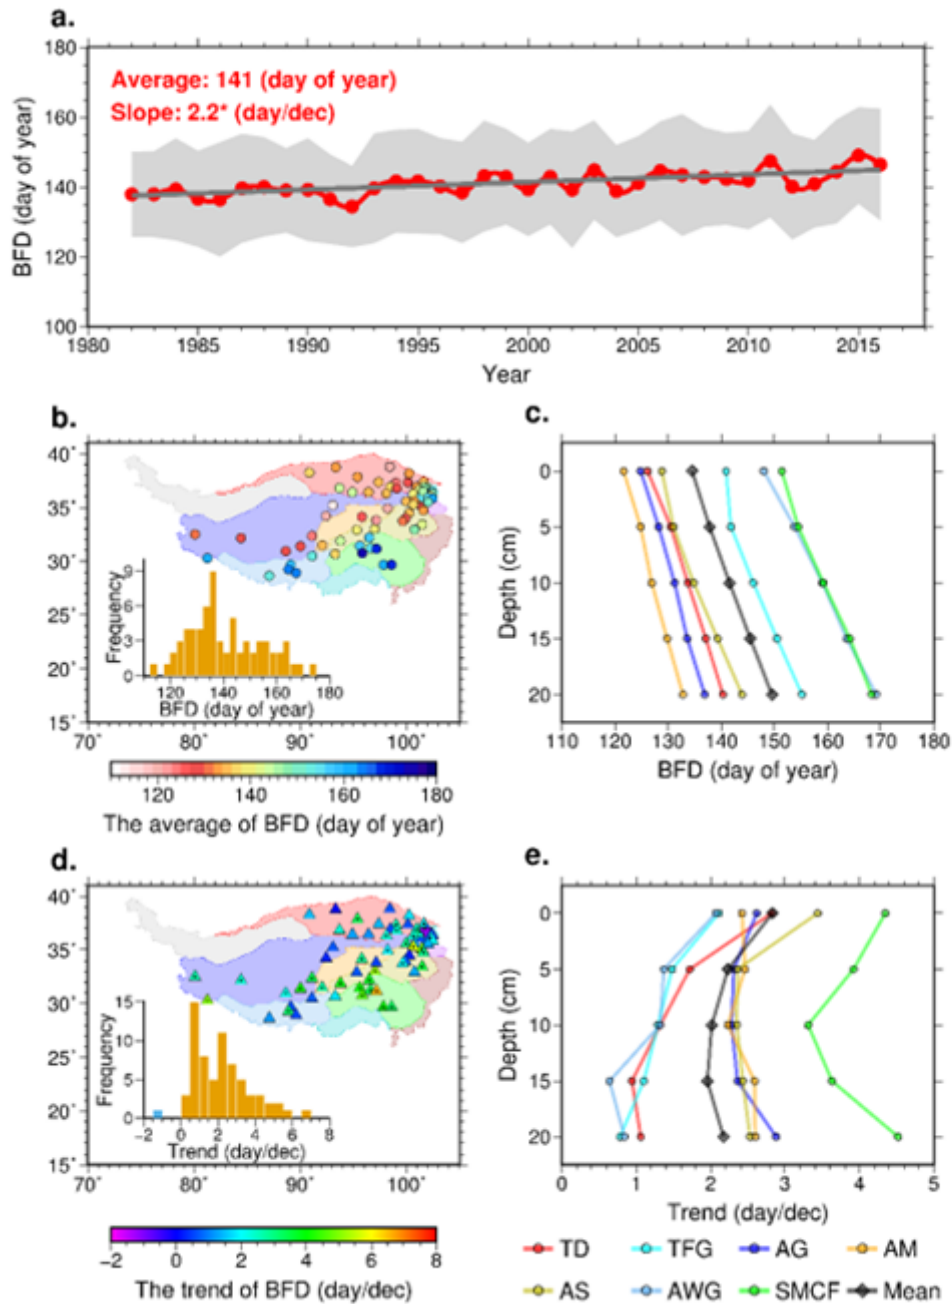 a.
180
160
140
120
100
BFD (day of year)
Average: 141 (day of year)
Slope: 2.2* (day/dec)
1980 1985 1990 1995 2000 2005 2010 2015
Year
b.
40°
35°
30°
25°
20°
15°
70° 80° 90° 100°
Frequency
9
6
3
0
120 140 160 180
BFD (day of year)
120 140 160 180
The average of BFD (day of year)
c.
Depth (cm)
0
5
10
15
20
110 120 130 140 150 160 170 180
BFD (day of year)
d.
40°
35°
30°
25°
20°
15°
70° 80° 90° 100°
Frequency
15
10
5
0
-2 0 2 4 6 8
Trend (day/dec)
-2 0 2 4 6 8
The trend of BFD (day/dec)
e.
Depth (cm)
0
5
10
15
20
0 1 2 3 4 5
Trend (day/dec)
TD TFG AG AM
AS AWG SMCF Mean